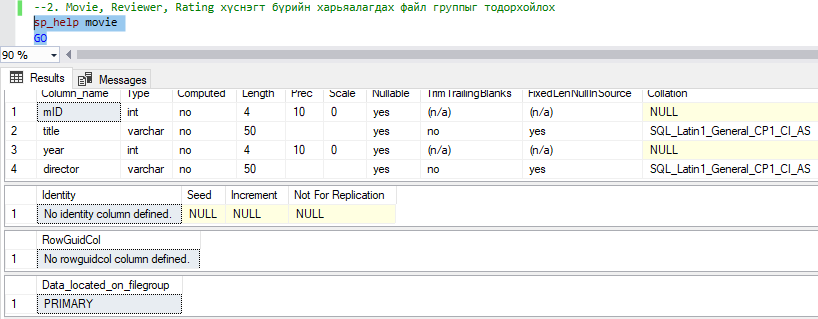 --2. Movie, Reviewer, Rating хүснэгт бүрийн харьяалагдах файл группыг тодорхойлох
sp_help movie
GO
90 %
Results Messages
Column_name Type Computed Length Prec Scale Nullable TrimTrailingBlanks FixedLenNullInSource Collation
1 mID int no 4 10 0 yes (n/a) (n/a) NULL
2 title varchar no 50 yes no yes SQL_Latin1_General_CP1_CI_AS
3 year int no 4 10 0 yes (n/a) (n/a) NULL
4 director varchar no 50 yes no yes SQL_Latin1_General_CP1_CI_AS
Identity Seed Increment Not For Replication
1 No identity column defined. NULL NULL NULL
RowGuidCol
1 No rowguidcol column defined.
Data_located_on_filegroup
1 PRIMARY